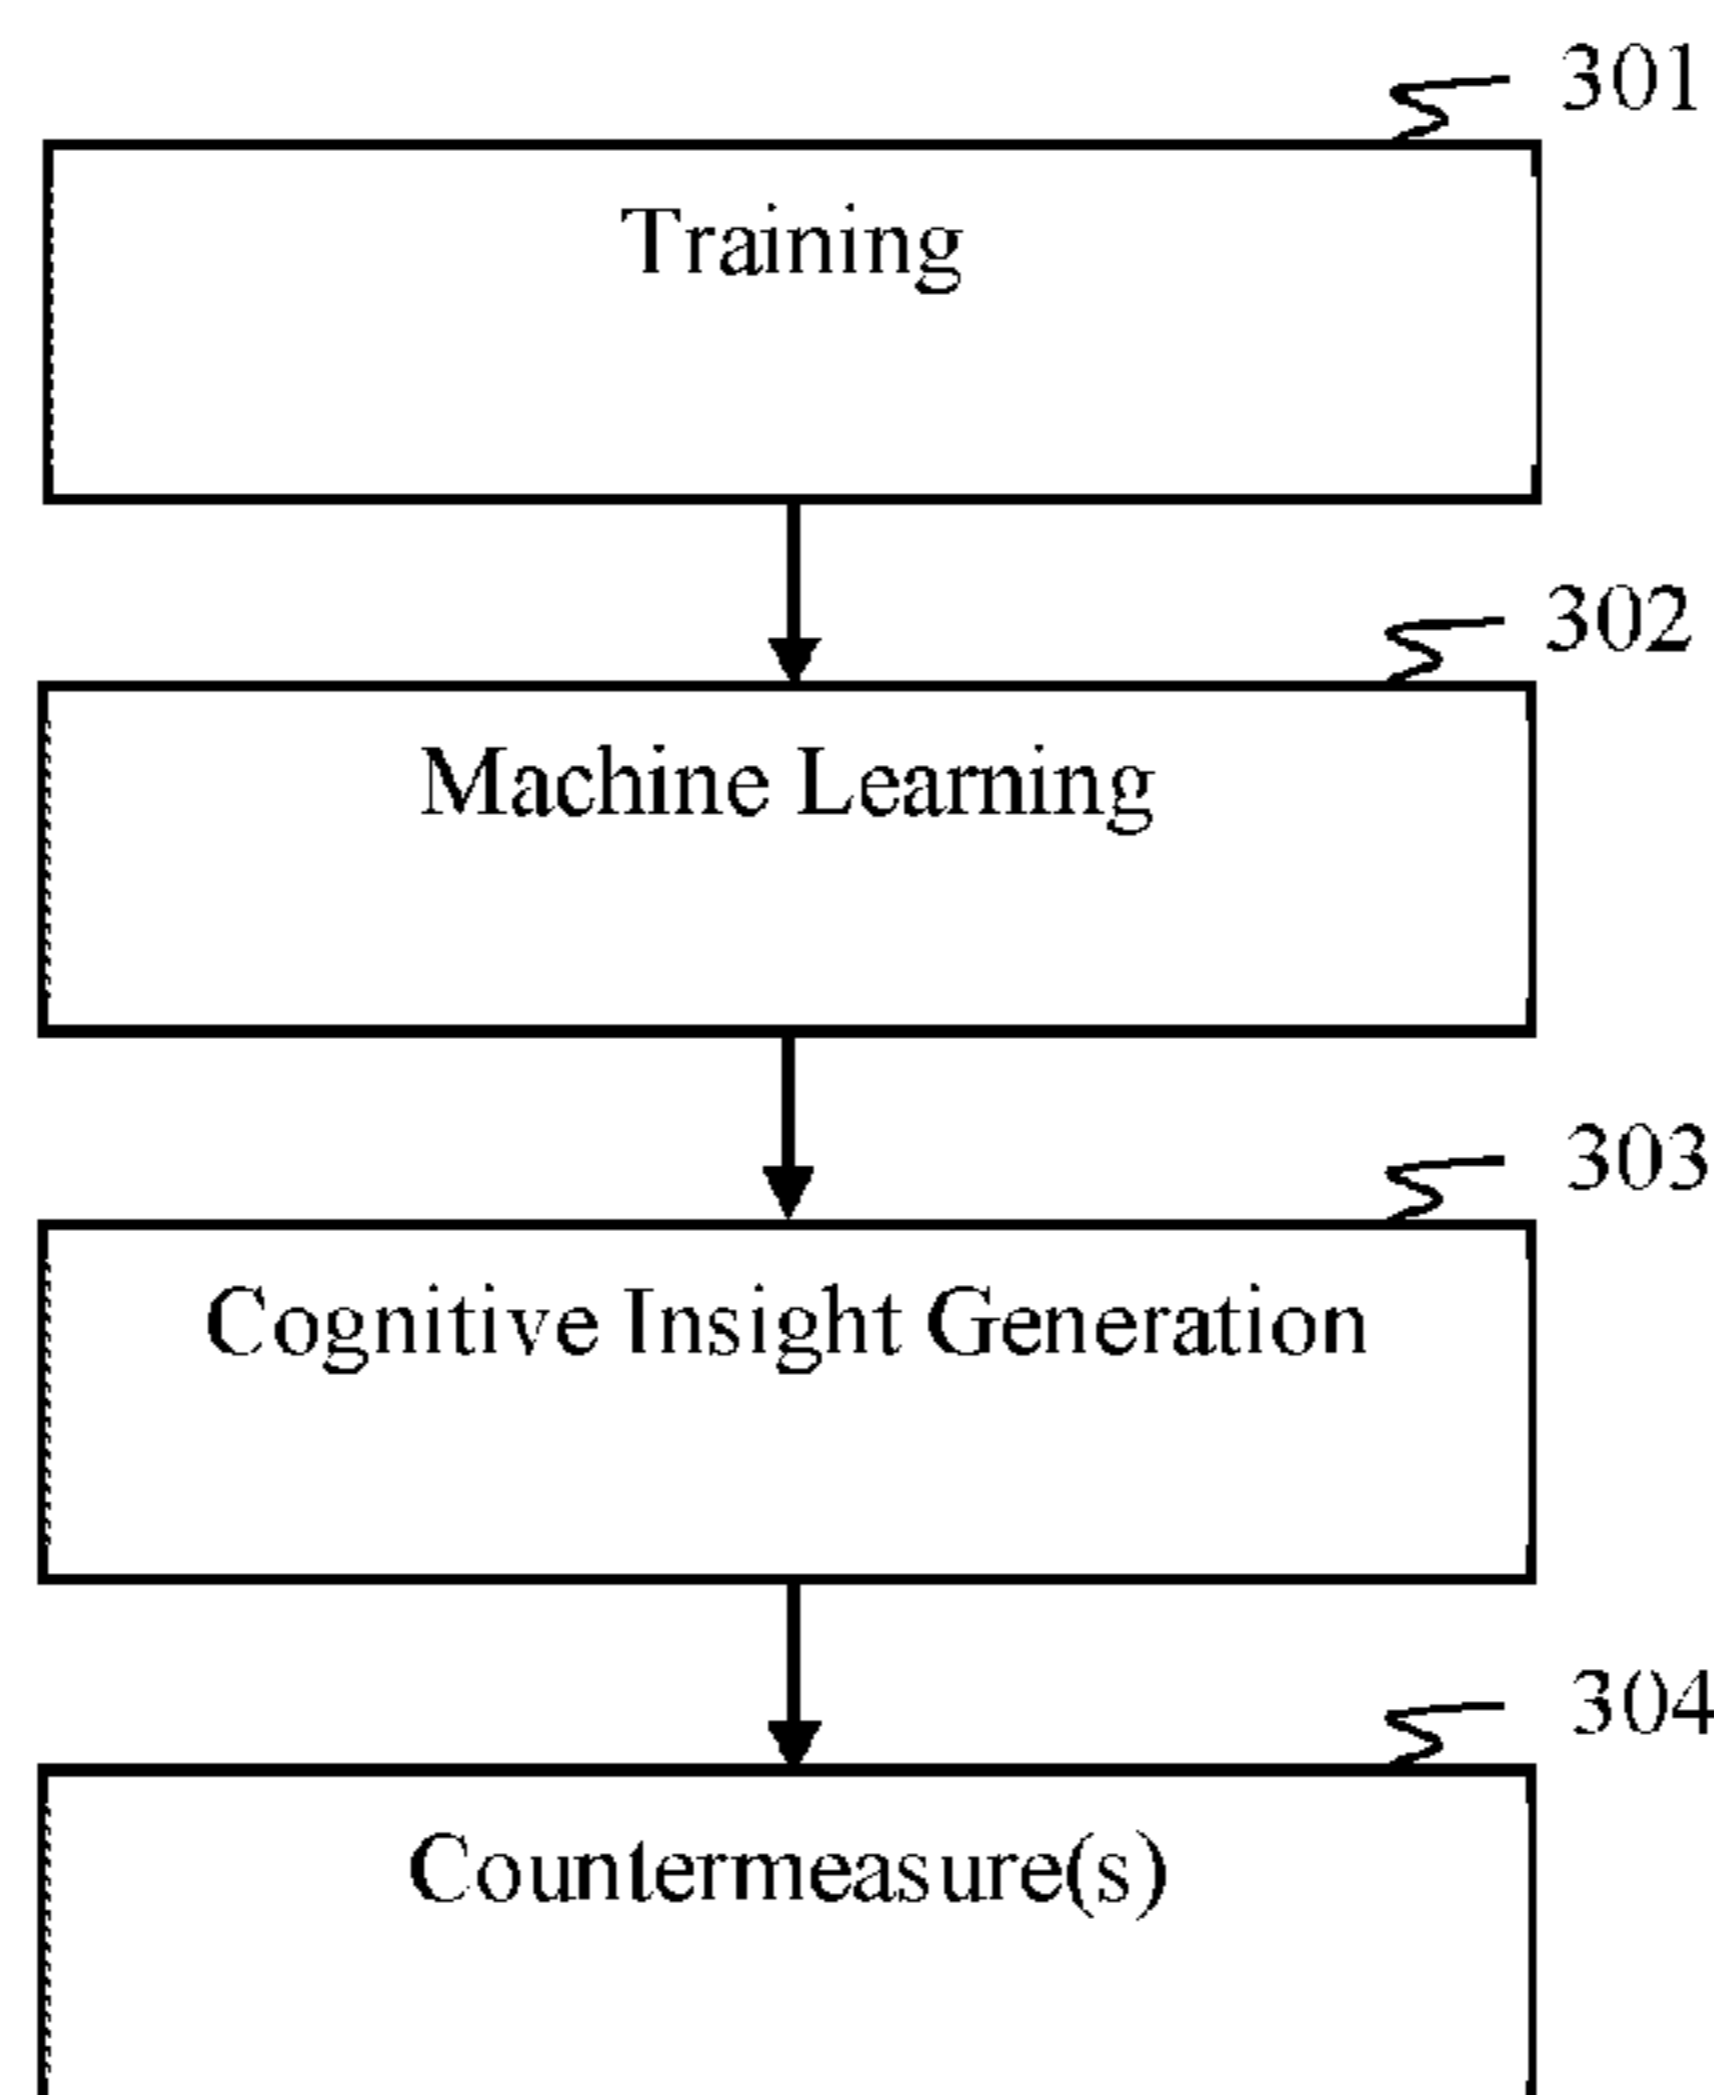 301
Training
302
Machine Learning
303
Cognitive Insight Generation
304
Countermeasure(s)